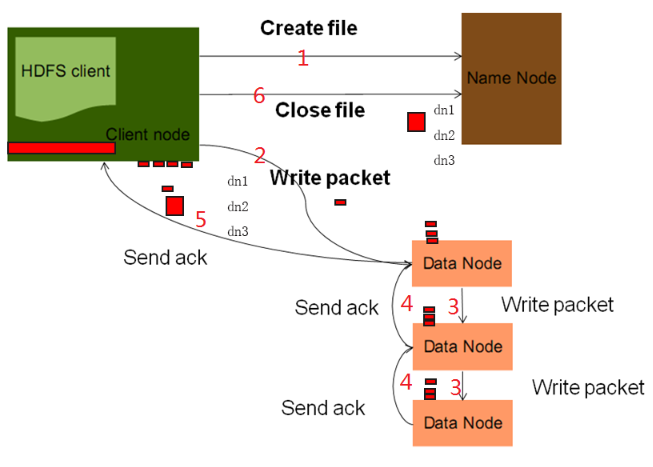 Create file
1
HDFS client
Name Node
6
Close file
dn1
Client node
dn2
2
dn3
Write packet
dn1
dn2
5
dn3
Send ack
Data Node
Send ack
4
3
Write packet
Data Node
4
3
Write packet
Send ack
Data Node